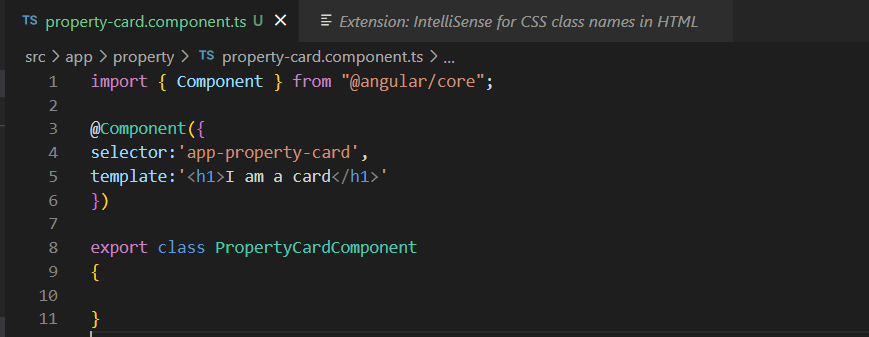 TS property-card.component.ts U × Extension: IntelliSense for CSS class names in HTML
src > app > property > TS property-card.component.ts > ...
1 import { Component } from "@angular/core";
2
3 @Component({
4 selector:'app-property-card',
5 template:'<h1>I am a card</h1>'
6 })
7
8 export class PropertyCardComponent
9 {
10
11 }